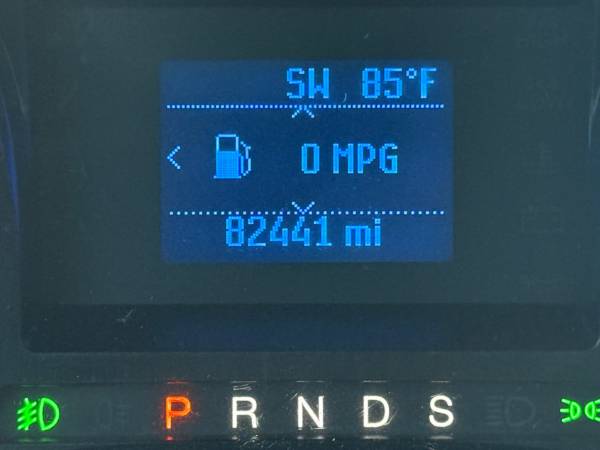 SW 85°F
0 MPG
82441 mi
P R N D S